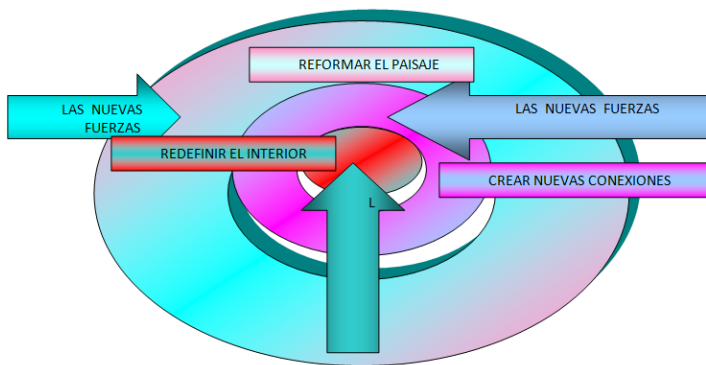 REFORMAR EL PAISAJE
LAS NUEVAS
FUERZAS
LAS NUEVAS FUERZAS
REDEFINIR EL INTERIOR
CREAR NUEVAS CONEXIONES
L